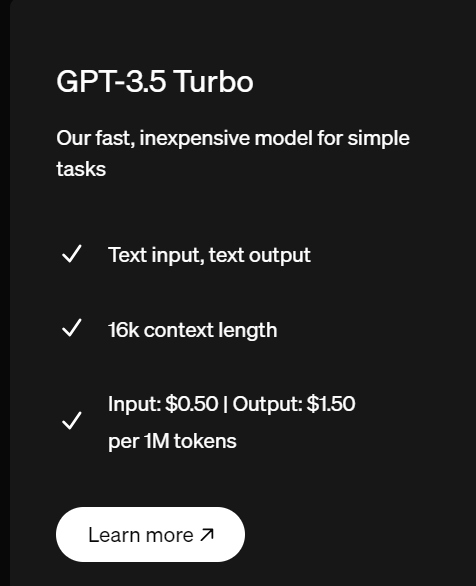 GPT-3.5 Turbo
Our fast, inexpensive model for simple
tasks
Text input, text output
16k context length
Input: $0.50 | Output: $1.50
per 1M tokens
Learn more ↗